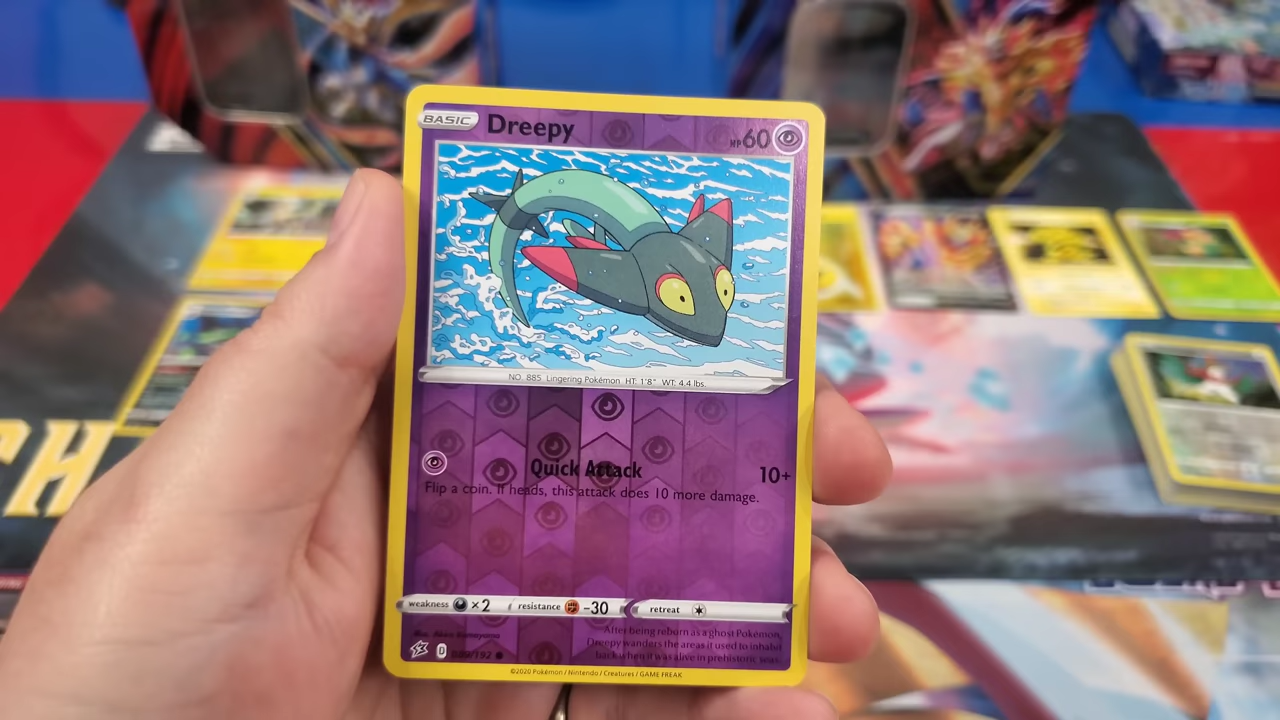 BASIC
Dreepy
HP 60
NO. 885 Lingering Pokémon HT: 1'8" WT: 4.4 lbs.
Quick Attack 10+
Flip a coin. If heads, this attack does 10 more damage.
weakness ×2 resistance -30 retreat
D /192
After being reborn as a ghost Pokémon,
Dreepy wanders the areas it used to inhabit
back when it was alive in prehistoric seas.
©2020 Pokémon / Nintendo / Creatures / GAME FREAK